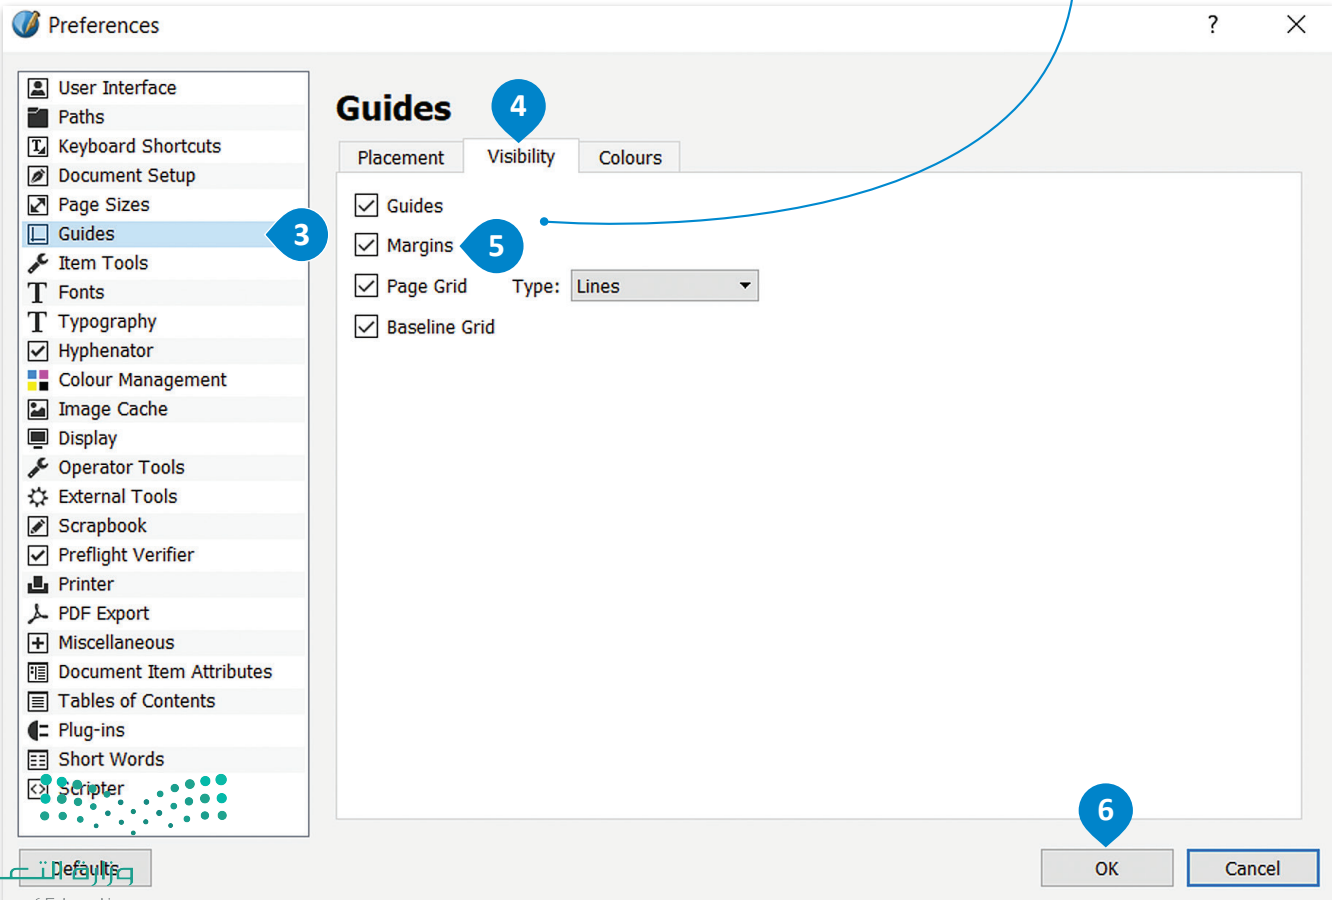 Preferences
?
User Interface
Paths
Keyboard Shortcuts
Document Setup
Page Sizes
Guides
3
Item Tools
Fonts
Typography
Hyphenator
Colour Management
Image Cache
Display
Operator Tools
External Tools
Scrapbook
Preflight Verifier
Printer
PDF Export
Miscellaneous
Document Item Attributes
Tables of Contents
Plug-ins
Short Words
Scripter
Defaults
وزارة التـ
Guides
4
Placement Visibility Colours
Guides
Margins
5
Page Grid Type: Lines
Baseline Grid
6
OK Cancel